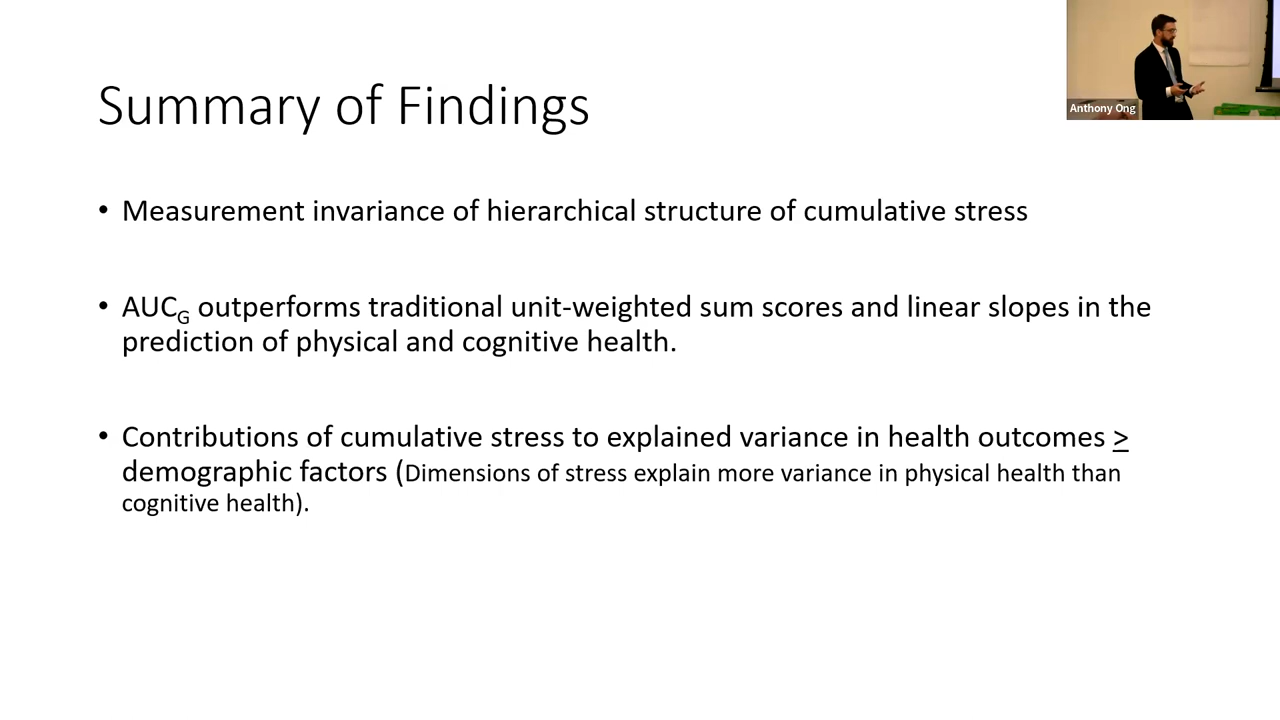 Anthony Ong
Summary of Findings
• Measurement invariance of hierarchical structure of cumulative stress
• AUCG outperforms traditional unit-weighted sum scores and linear slopes in the
prediction of physical and cognitive health.
• Contributions of cumulative stress to explained variance in health outcomes ≥
demographic factors (Dimensions of stress explain more variance in physical health than
cognitive health).